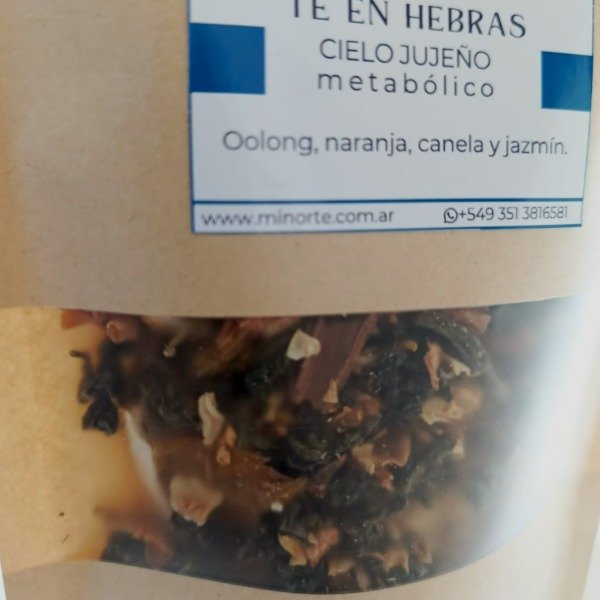 TE EN HEBRAS
CIELO JUJEÑO
metabólico
Oolong, naranja, canela y jazmín.
www.minorte.com.ar +549 351 3816581